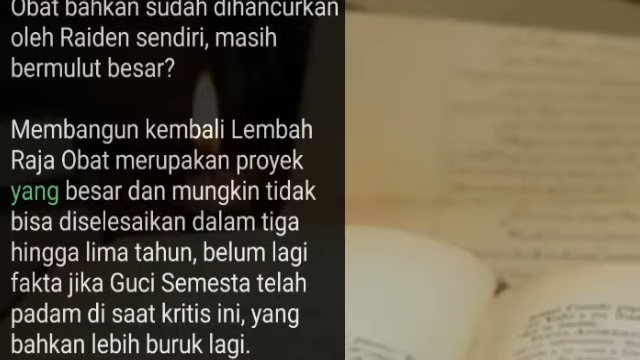 Obat bahkan sudah dihancurkan
oleh Raiden sendiri, masih
bermulut besar?
Membangun kembali Lembah
Raja Obat merupakan proyek
yang besar dan mungkin tidak
bisa diselesaikan dalam tiga
hingga lima tahun, belum lagi
fakta jika Guci Semesta telah
padam di saat kritis ini, yang
bahkan lebih buruk lagi.